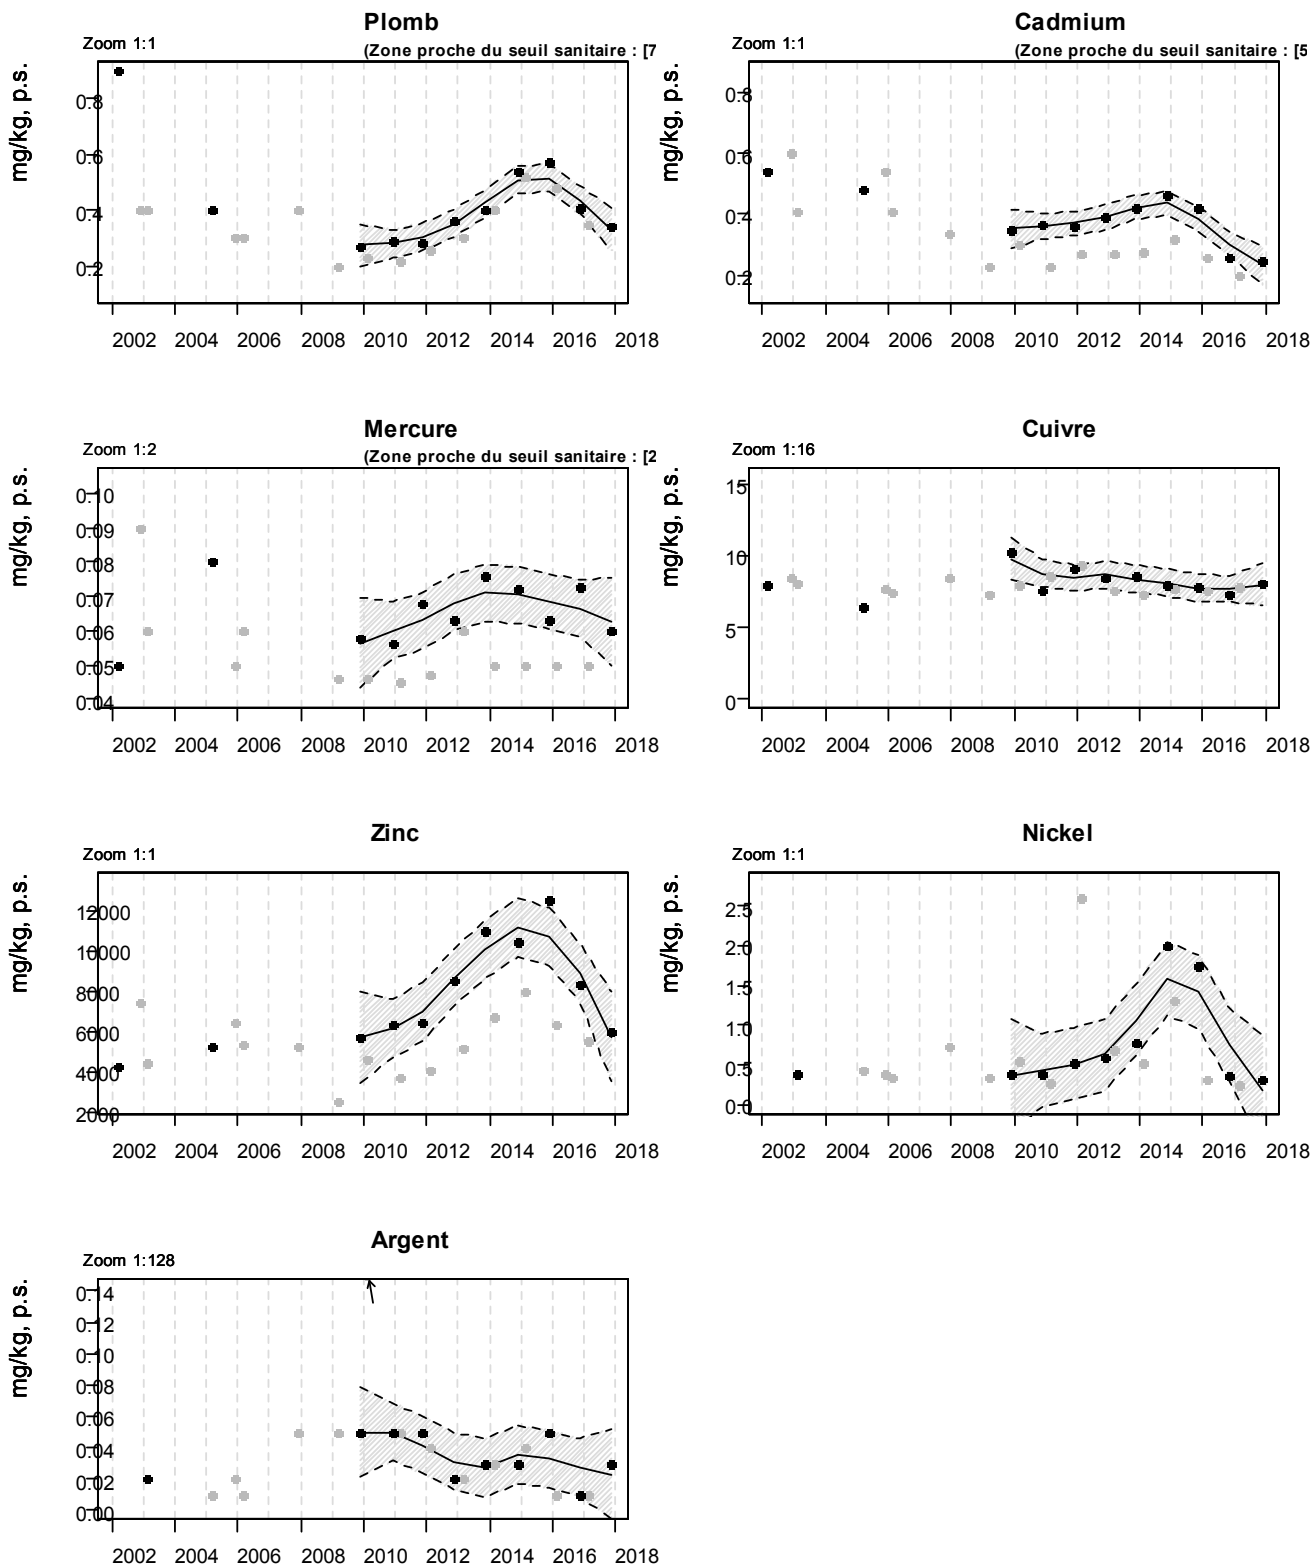 Plomb
Zoom 1:1
(Zone proche du seuil sanitaire : [7
mg/kg, p.s.
0.8
0.6
0.4
0.2
2002 2004 2006 2008 2010 2012 2014 2016 2018
Cadmium
Zoom 1:1
(Zone proche du seuil sanitaire : [5
mg/kg, p.s.
0.8
0.6
0.4
0.2
2002 2004 2006 2008 2010 2012 2014 2016 2018
Mercure
Zoom 1:2
(Zone proche du seuil sanitaire : [2
mg/kg, p.s.
0.10
0.09
0.08
0.07
0.06
0.05
0.04
2002 2004 2006 2008 2010 2012 2014 2016 2018
Cuivre
Zoom 1:16
mg/kg, p.s.
15
10
5
0
2002 2004 2006 2008 2010 2012 2014 2016 2018
Zinc
Zoom 1:1
mg/kg, p.s.
12000
10000
8000
6000
4000
2000
2002 2004 2006 2008 2010 2012 2014 2016 2018
Nickel
Zoom 1:1
mg/kg, p.s.
2.5
2.0
1.5
1.0
0.5
0.0
2002 2004 2006 2008 2010 2012 2014 2016 2018
Argent
Zoom 1:128
mg/kg, p.s.
0.14
0.12
0.10
0.08
0.06
0.04
0.02
0.00
2002 2004 2006 2008 2010 2012 2014 2016 2018